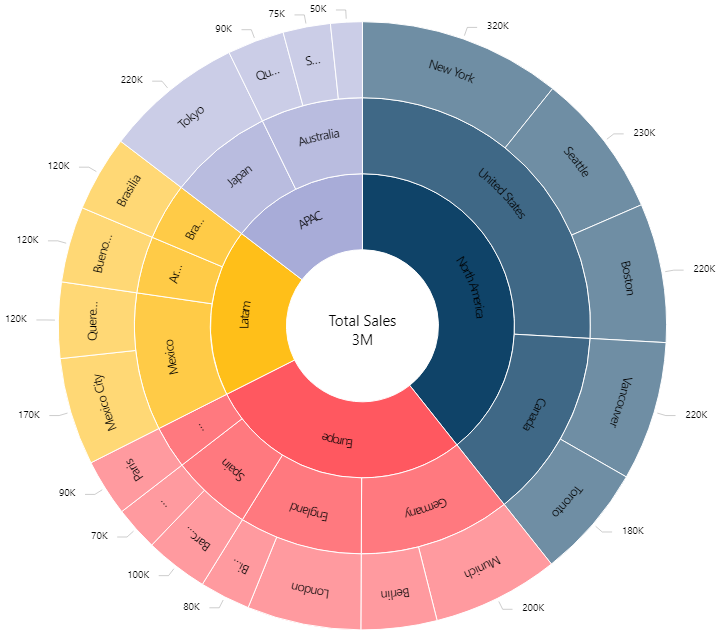 50K
75K
90K
220K
120K
120K
120K
170K
90K
70K
100K
80K
200K
180K
220K
220K
230K
320K
New York
Seattle
Boston
Vancouver
Toronto
Munich
Berlin
London
Bi...
Barc...
...
Paris
Mexico City
Quere...
Bueno...
Brasilia
Tokyo
Qu...
S...
United States
Canada
Germany
England
Spain
...
Mexico
Ar...
Bra...
Japan
Australia
North America
Europe
Latam
APAC
Total Sales
3M